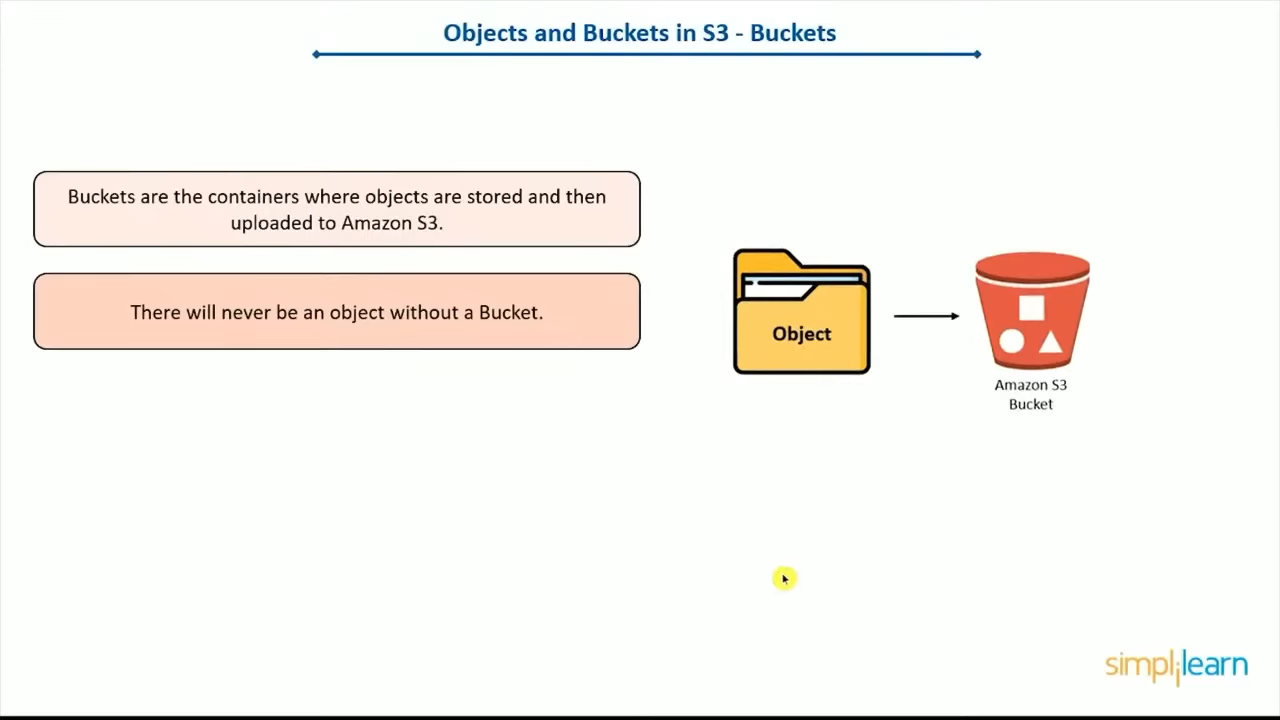 Objects and Buckets in S3 - Buckets
Buckets are the containers where objects are stored and then
uploaded to Amazon S3.
There will never be an object without a Bucket.
Object
Amazon S3
Bucket
simplilearn